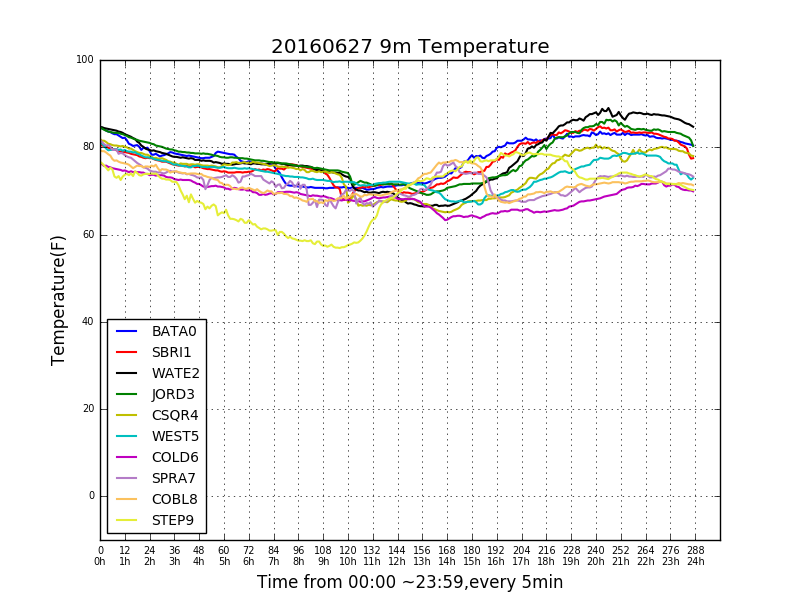 20160627 9m Temperature
100
80
60
40
20
0
Temperature(F)
BATA0
SBRI1
WATE2
JORD3
CSQR4
WEST5
COLD6
SPRA7
COBL8
STEP9
0 12 24 36 48 60 72 84 96 108 120 132 144 156 168 180 192 204 216 228 240 252 264 276 288
0h 1h 2h 3h 4h 5h 6h 7h 8h 9h 10h 11h 12h 13h 14h 15h 16h 17h 18h 19h 20h 21h 22h 23h 24h
Time from 00:00 ~23:59,every 5min